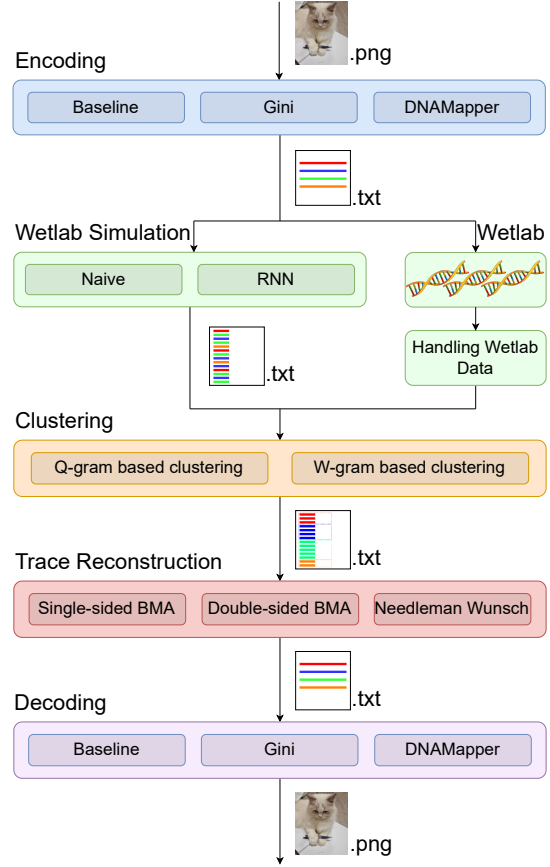 .png
Encoding
Baseline
Gini
DNAMapper
.txt
Wetlab Simulation
Wetlab
Naive
RNN
Handling Wetlab
Data
.txt
Clustering
Q-gram based clustering
W-gram based clustering
.txt
Trace Reconstruction
Single-sided BMA
Double-sided BMA
Needleman Wunsch
.txt
Decoding
Baseline
Gini
DNAMapper
.png